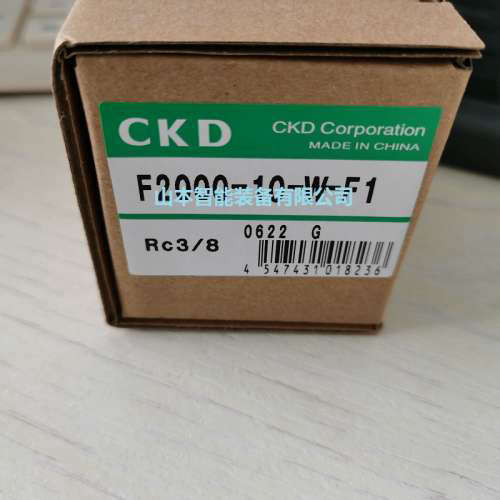 CKD
CKD Corporation
MADE IN CHINA
F3000-10-W-F1
山本智能装备有限公司
Rc3/8
0622 G
4 547431 018236